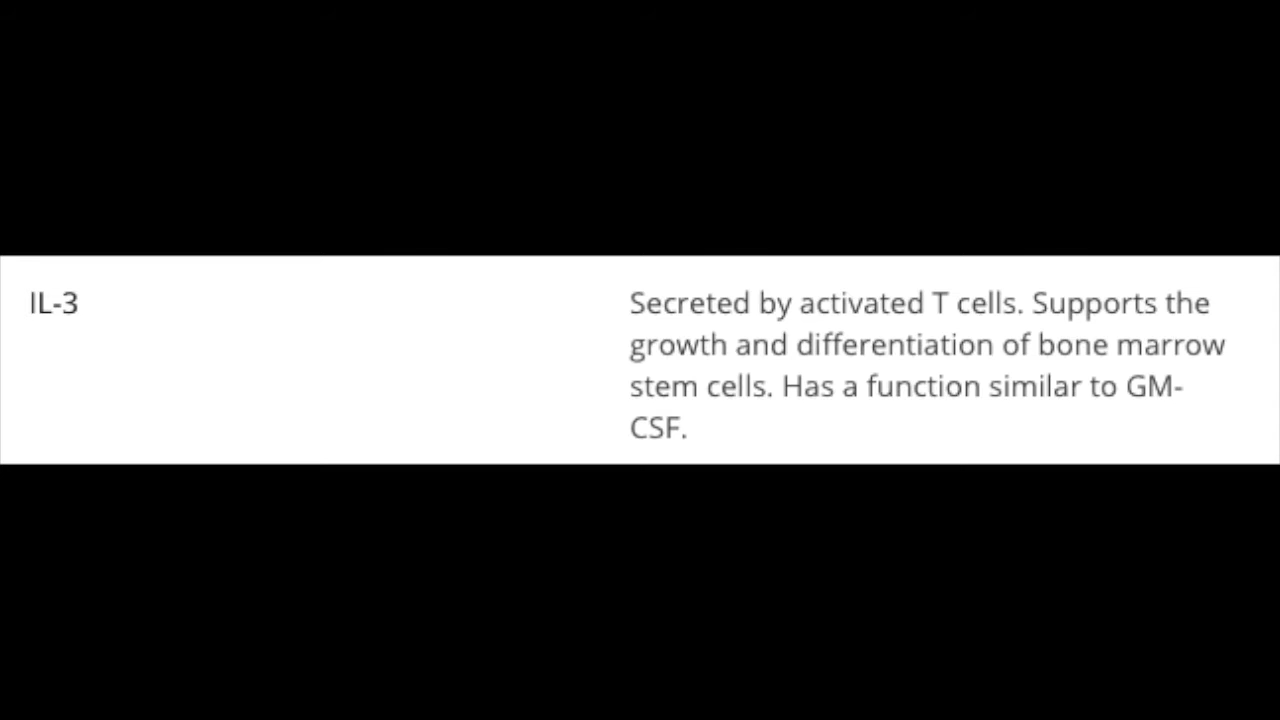 IL-3
Secreted by activated T cells. Supports the
growth and differentiation of bone marrow
stem cells. Has a function similar to GM-
CSF.